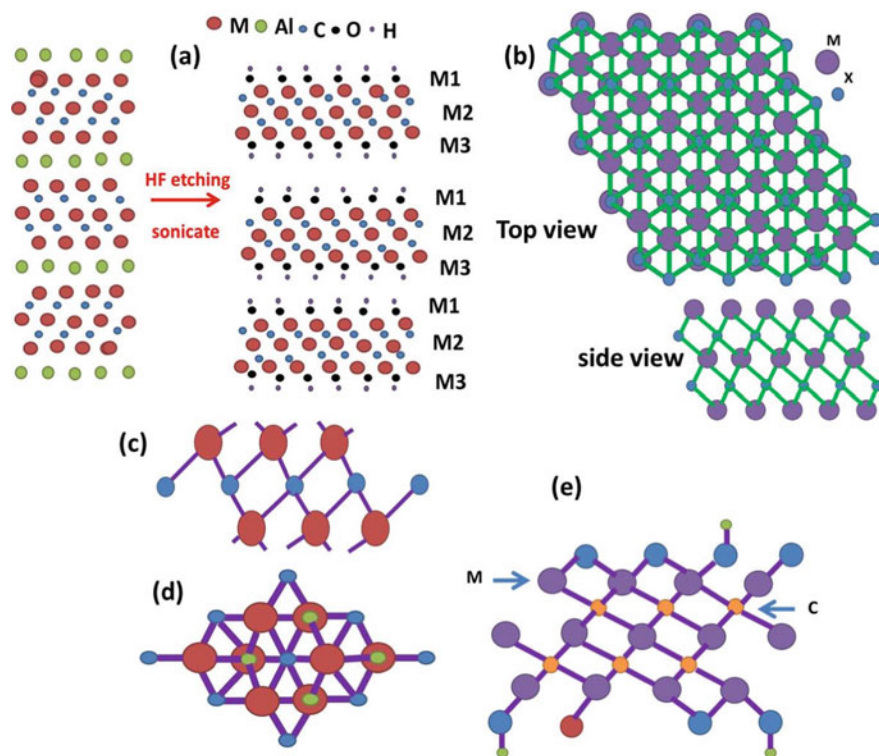 M Al C O H
(a)
HF etching
sonicate
M1
M2
M3
M1
M2
M3
M1
M2
M3
(b)
M
X
Top view
side view
(c)
(d)
(e)
M
C